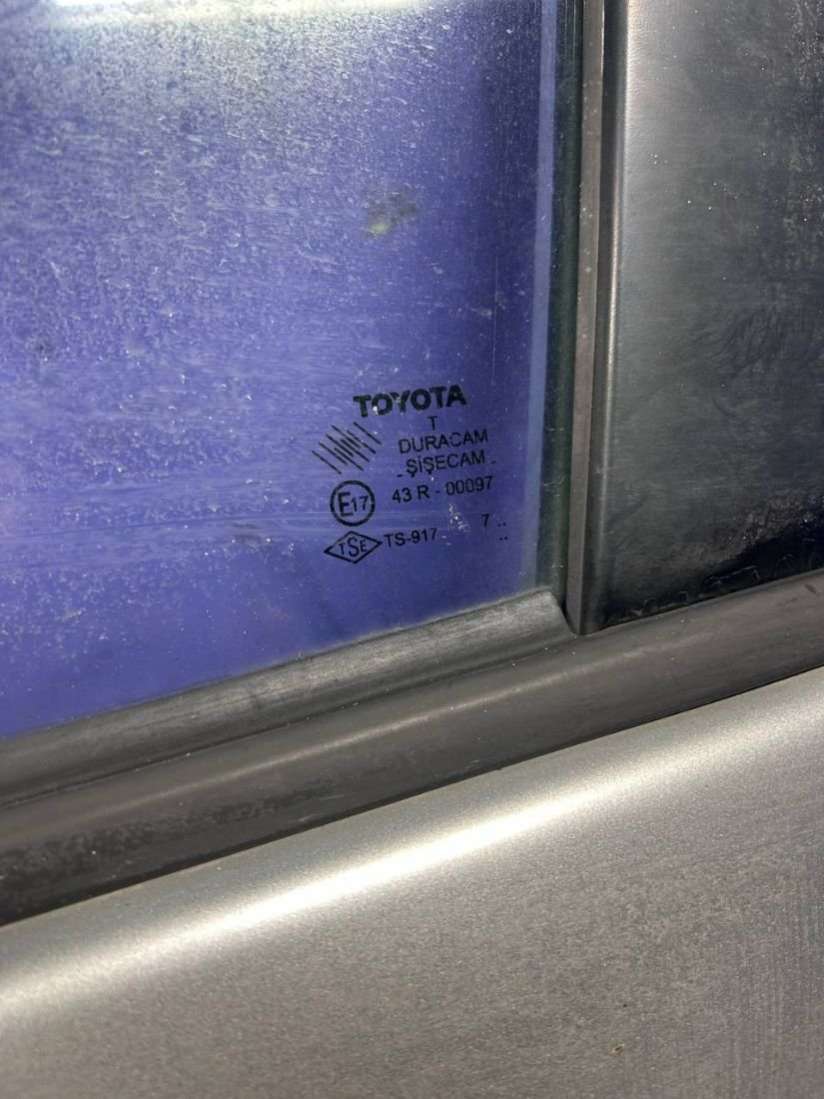 TOYOTA
T
DURACAM
- ŞİŞECAM -
E17 43 R - 00097
TSE TS-917 7 ..
..